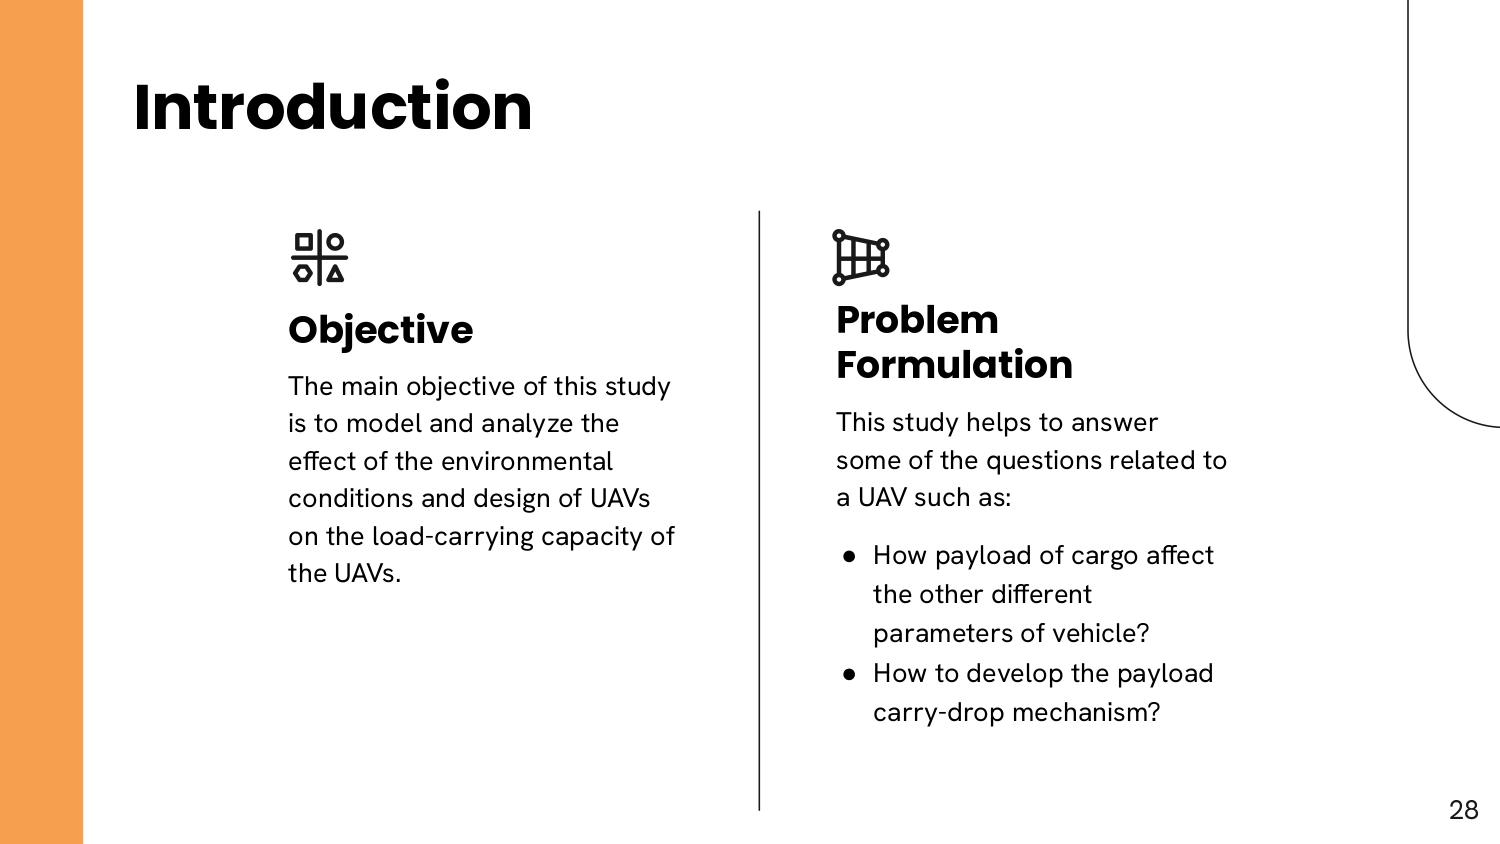 Introduction
Objective
The main objective of this study
is to model and analyze the
effect of the environmental
conditions and design of UAVs
on the load-carrying capacity of
the UAVs.
Problem
Formulation
This study helps to answer
some of the questions related to
a UAV such as:
● How payload of cargo affect
the other different
parameters of vehicle?
● How to develop the payload
carry-drop mechanism?
28